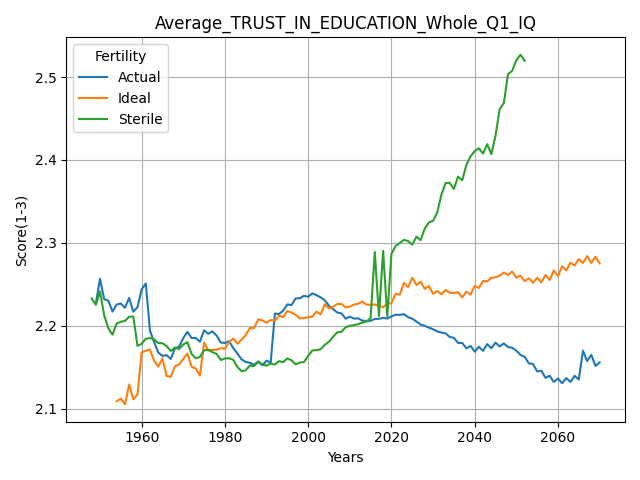 Average_TRUST_IN_EDUCATION_Whole_Q1_IQ
Fertility
Actual
Ideal
Sterile
Score(1-3)
2.5
2.4
2.3
2.2
2.1
1960 1980 2000 2020 2040 2060
Years